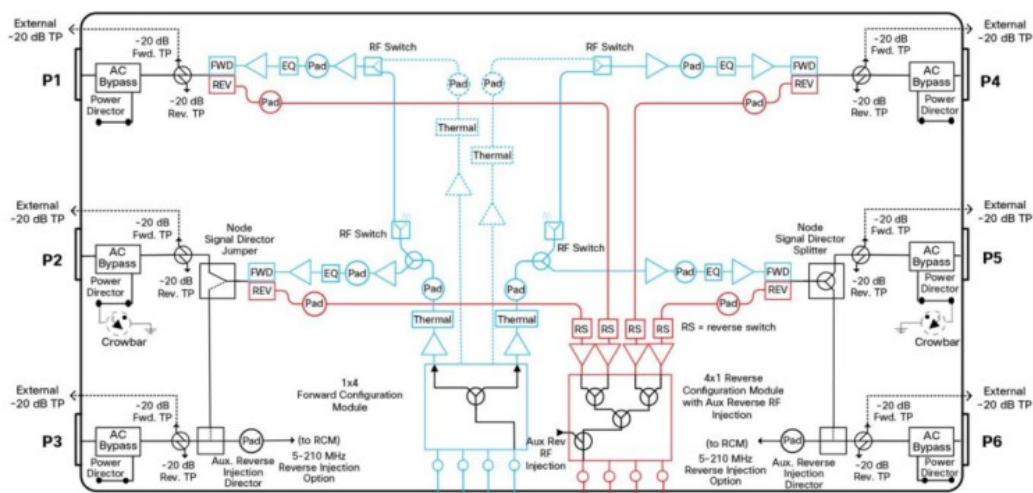 External
-20 dB TP
-20 dB
Fwd. TP
P1
AC
Bypass
Power
Director
-20 dB
Rev. TP
FWD
REV
EQ
Pad
Pad
RF Switch
Pad
Thermal
Pad
Thermal
RF Switch
Pad
EQ
FWD
REV
Pad
-20 dB
Fwd. TP
-20 dB
Rev. TP
AC
Bypass
Power
Director
External
-20 dB TP
P4
External
-20 dB TP
-20 dB
Fwd. TP
P2
AC
Bypass
Power
Director
Crowbar
-20 dB
Rev. TP
Node
Signal Director
Jumper
FWD
REV
EQ
Pad
Pad
RF Switch
Pad
Thermal
Pad
Thermal
RF Switch
Pad
EQ
FWD
REV
Pad
Node
Signal Director
Splitter
-20 dB
Fwd. TP
-20 dB
Rev. TP
AC
Bypass
Power
Director
Crowbar
External
-20 dB TP
P5
RS
RS
RS
RS
RS = reverse switch
1x4
Forward Configuration
Module
4x1 Reverse
Configuration Module
with Aux Reverse RF
Injection
Aux Rev
RF
Injection
External
-20 dB TP
-20 dB
Fwd. TP
P3
AC
Bypass
Power
Director
-20 dB
Rev. TP
Pad
Aux. Reverse
Injection
Director
(to RCM)
5-210 MHz
Reverse Injection
Option
(to RCM)
5-210 MHz
Reverse Injection
Option
Pad
Aux. Reverse
Injection
Director
-20 dB
Fwd. TP
-20 dB
Rev. TP
AC
Bypass
Power
Director
External
-20 dB TP
P6